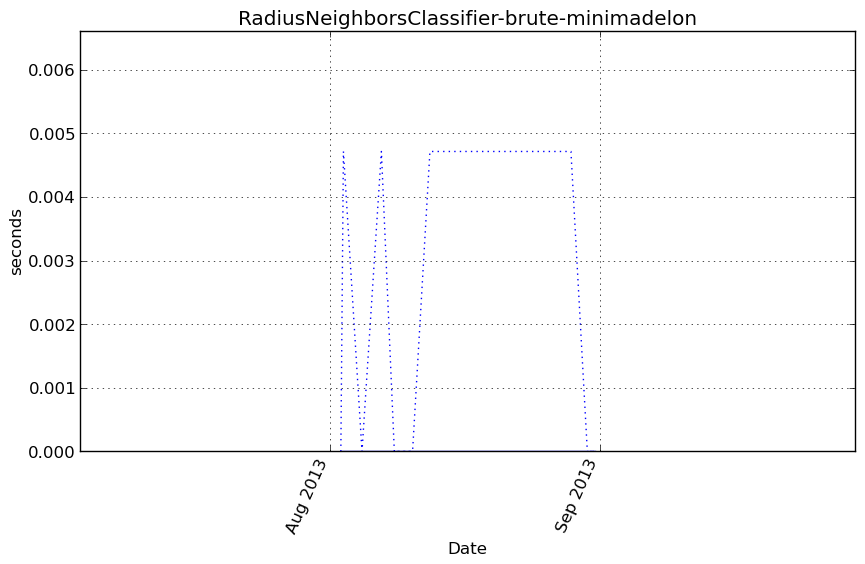 RadiusNeighborsClassifier-brute-minimadelon
0.006
0.005
0.004
0.003
0.002
0.001
0.000
seconds
Aug 2013
Sep 2013
Date